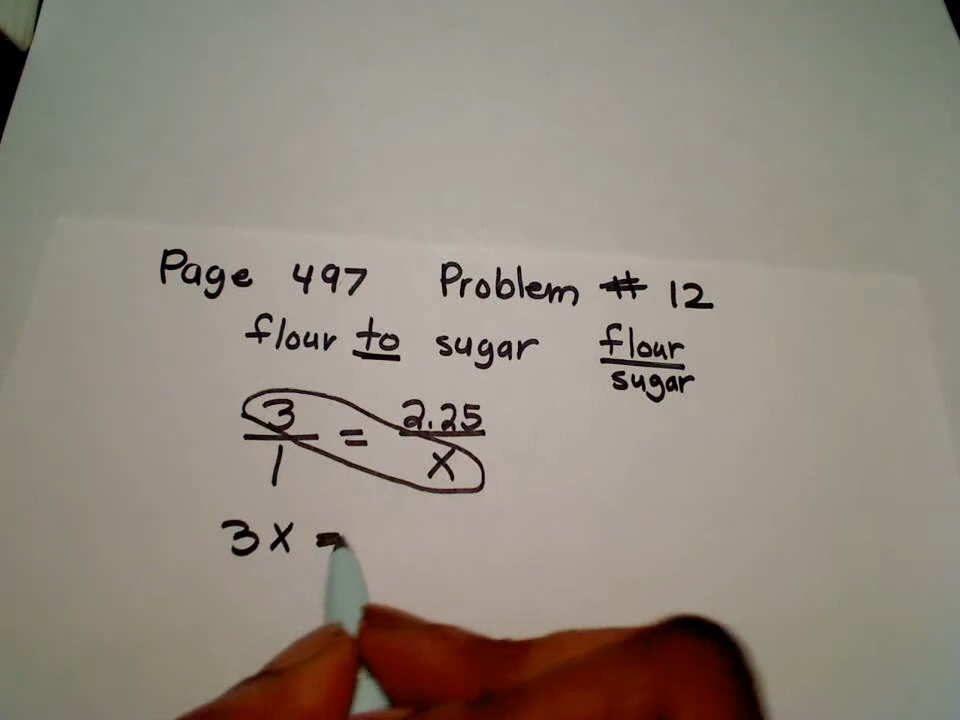 Page 497 Problem # 12
flour to sugar flour/sugar
3/1 = 2.25/x
3x =